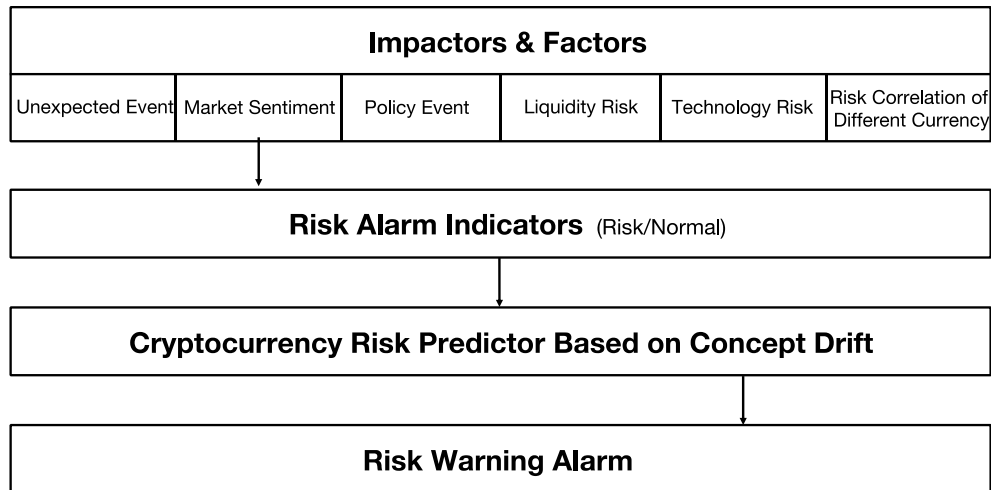 Impactors & Factors
Unexpected Event
Market Sentiment
Policy Event
Liquidity Risk
Technology Risk
Risk Correlation of
Different Currency
Risk Alarm Indicators (Risk/Normal)
Cryptocurrency Risk Predictor Based on Concept Drift
Risk Warning Alarm